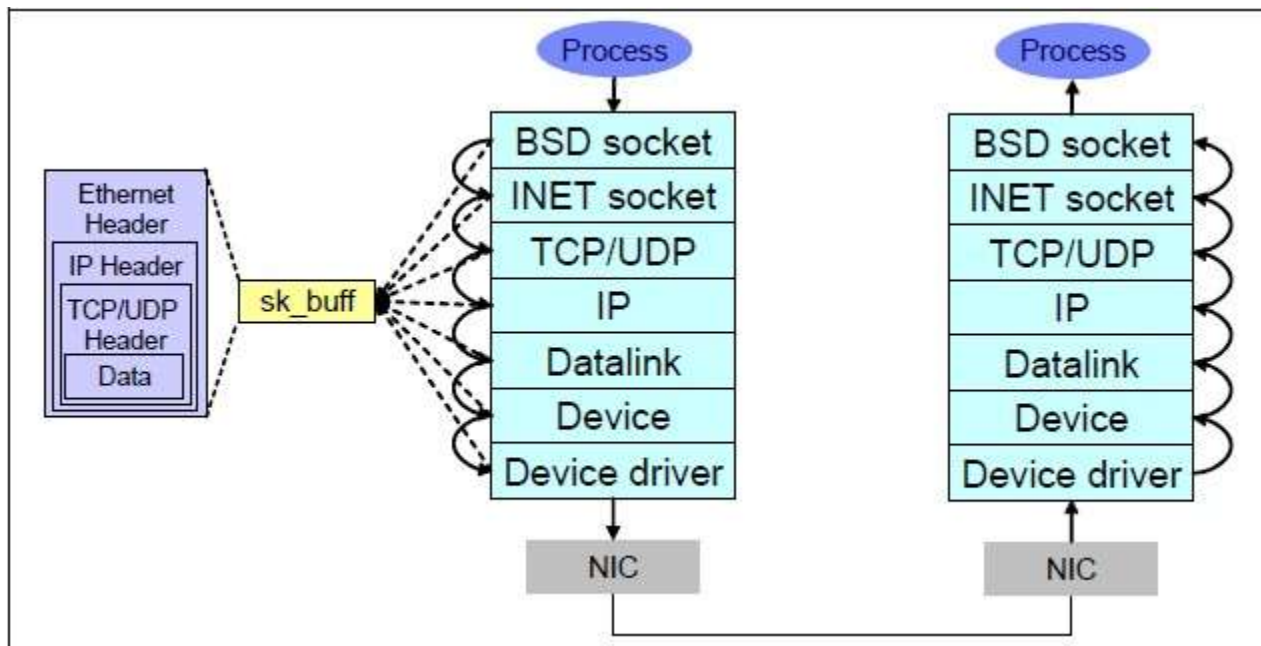 Process
Process
BSD socket
INET socket
TCP/UDP
IP
Datalink
Device
Device driver
NIC
BSD socket
INET socket
TCP/UDP
IP
Datalink
Device
Device driver
NIC
Ethernet
Header
IP Header
TCP/UDP
Header
Data
sk_buff